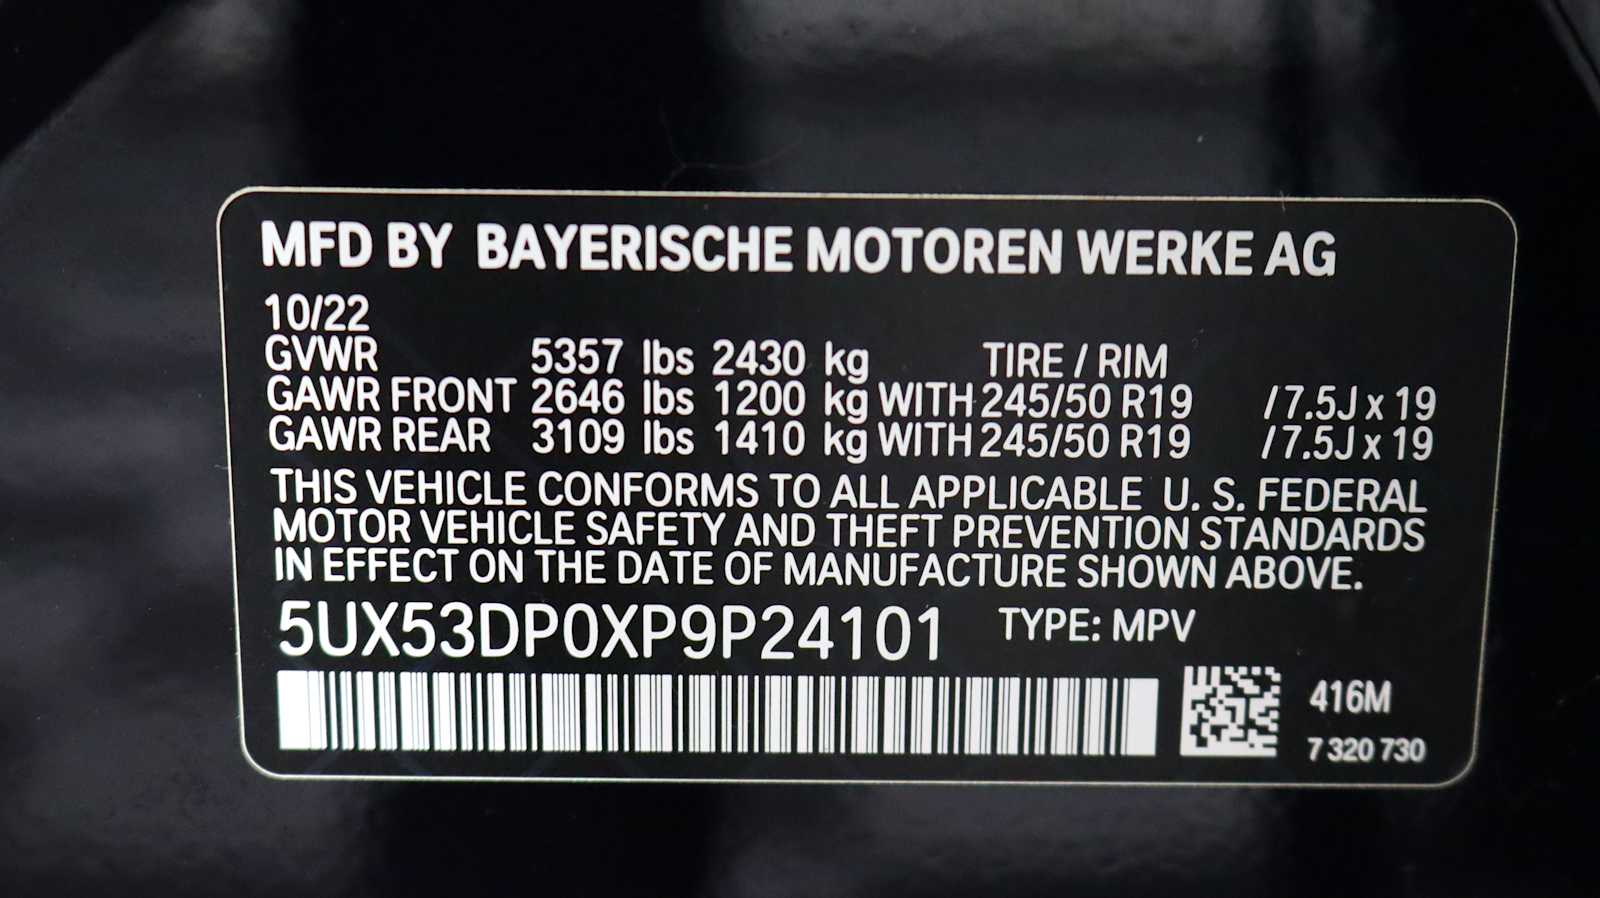 MFD BY BAYERISCHE MOTOREN WERKE AG
10/22
GVWR 5357 lbs 2430 kg TIRE / RIM
GAWR FRONT 2646 lbs 1200 kg WITH 245/50 R19 /7.5J x 19
GAWR REAR 3109 lbs 1410 kg WITH 245/50 R19 /7.5J x 19
THIS VEHICLE CONFORMS TO ALL APPLICABLE U. S. FEDERAL
MOTOR VEHICLE SAFETY AND THEFT PREVENTION STANDARDS
IN EFFECT ON THE DATE OF MANUFACTURE SHOWN ABOVE.
5UX53DP0XP9P24101 TYPE: MPV
416M
7 320 730